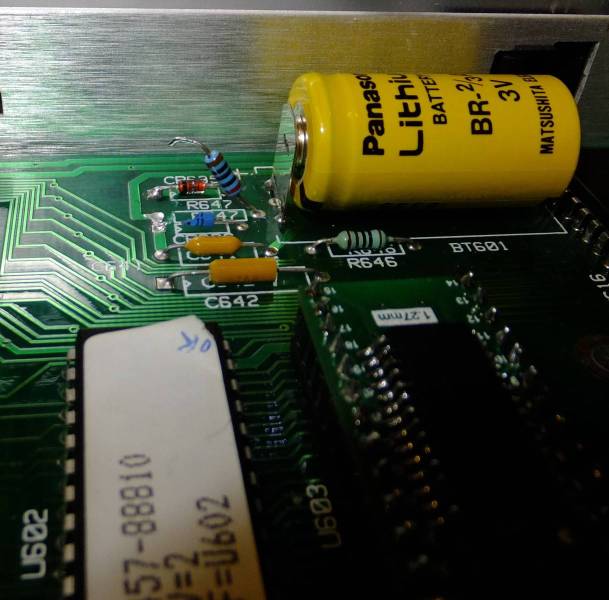 Panaso
Lithiu
BATTER
BR-2/3
3V
MATSUSHITA
R647
BT601
R646
C642
1.27mm
OK
57-88810
V=2
F=U602
U602
U603